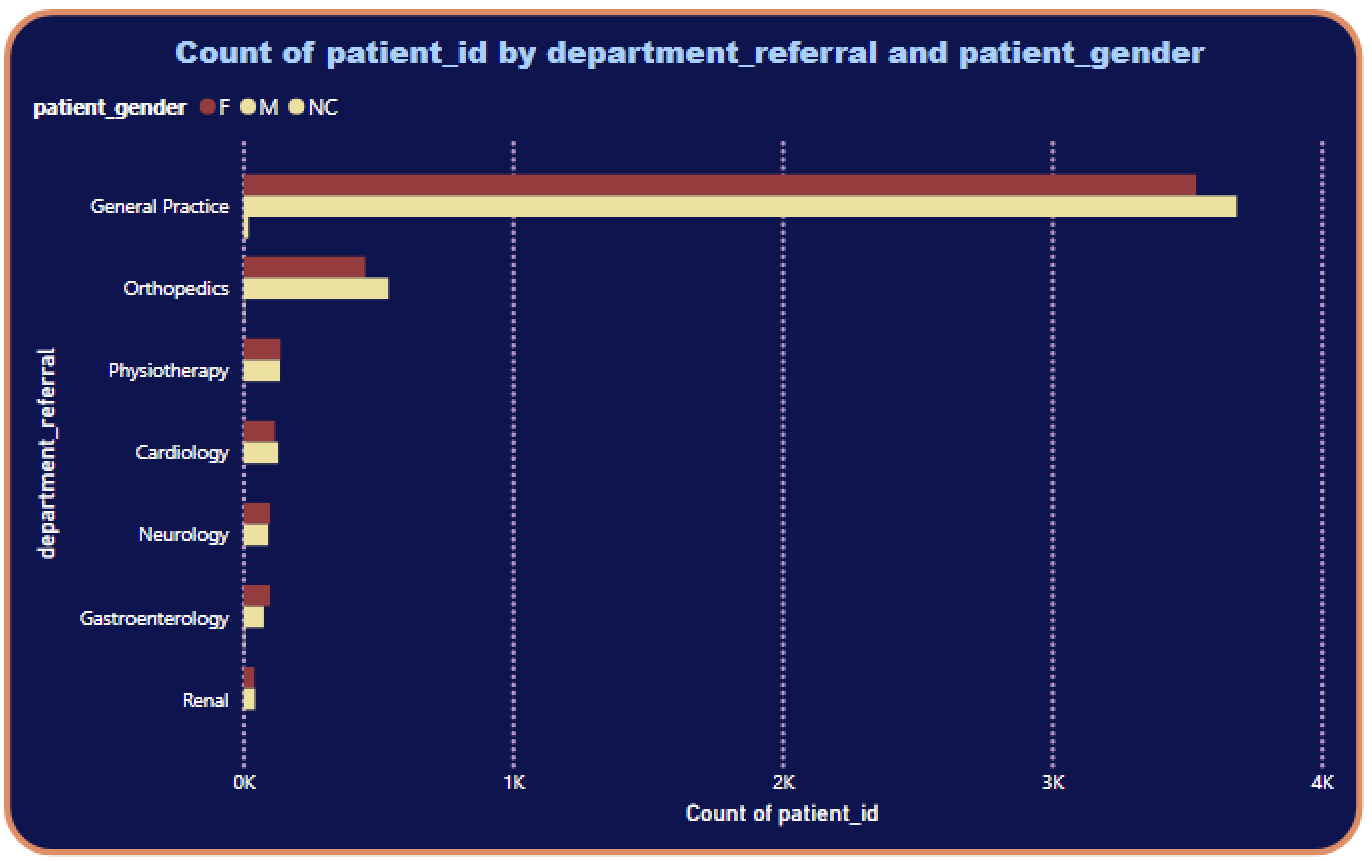 Count of patient_id by department_referral and patient_gender
patient_gender F M NC
General Practice
Orthopedics
Physiotherapy
Cardiology
Neurology
Gastroenterology
Renal
department_referral
0K 1K 2K 3K 4K
Count of patient_id